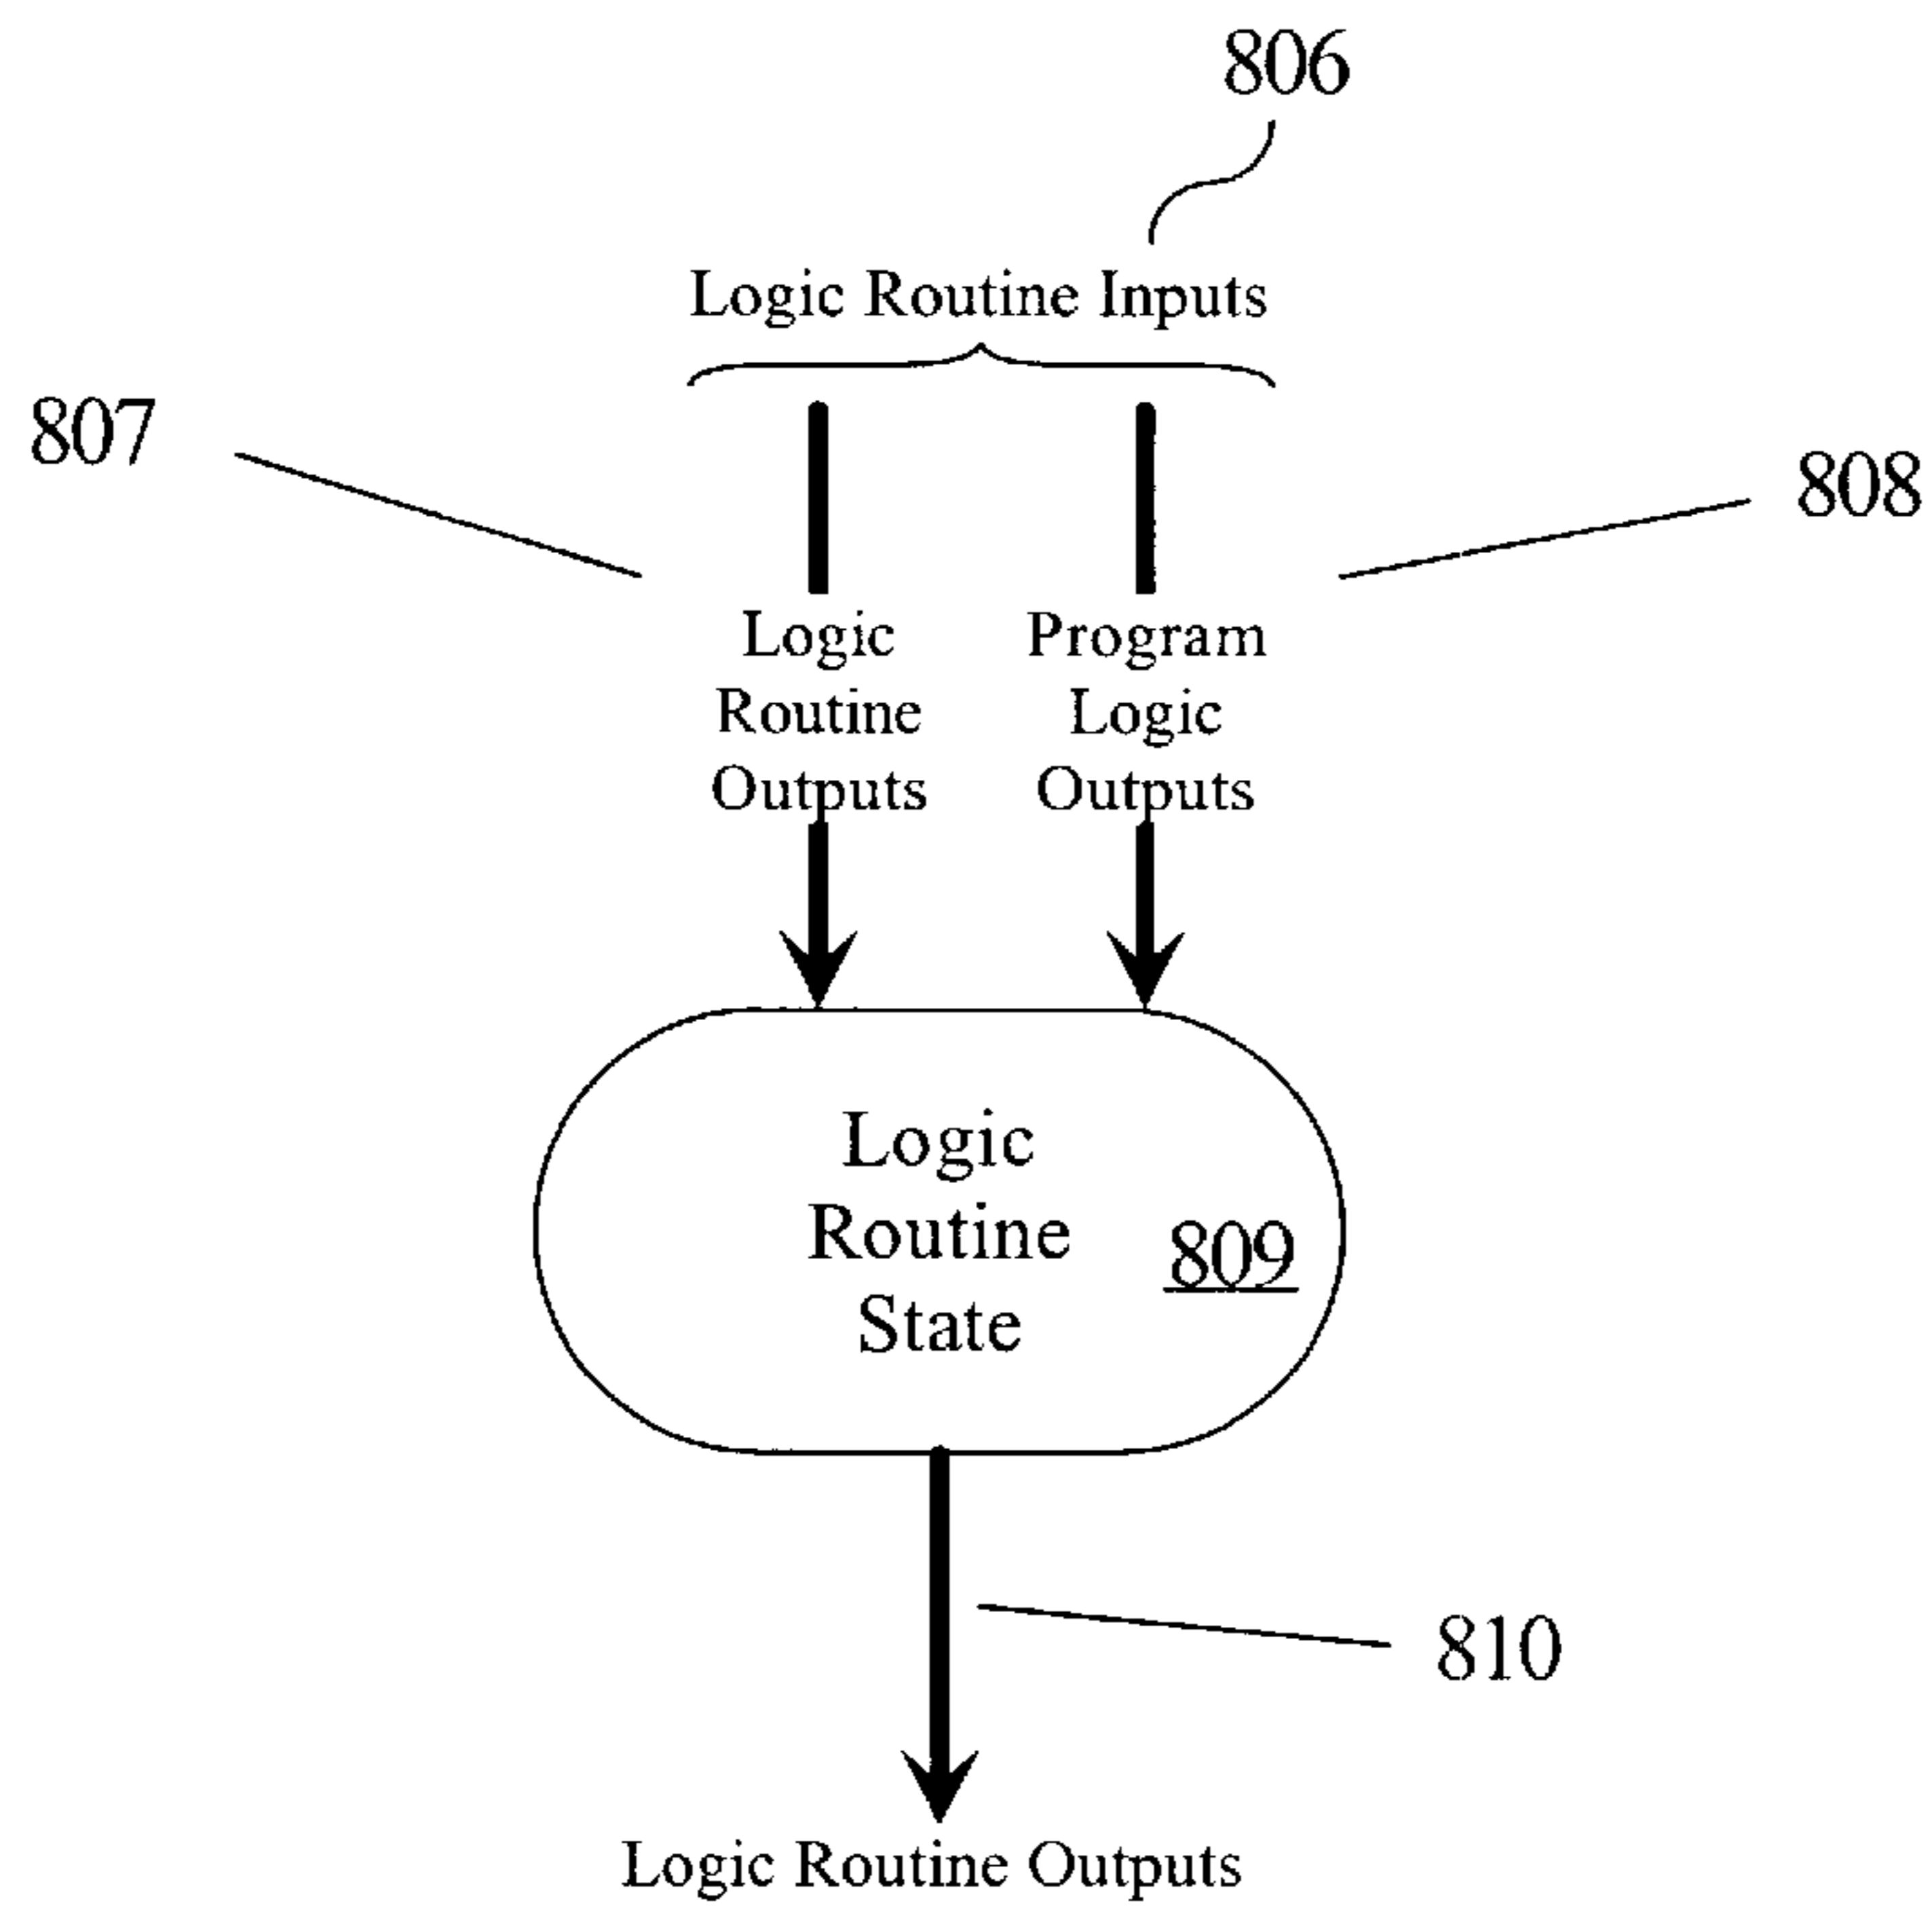 806
Logic Routine Inputs
807
808
Logic
Routine
Outputs
Program
Logic
Outputs
Logic
Routine
State
809
810
Logic Routine Outputs